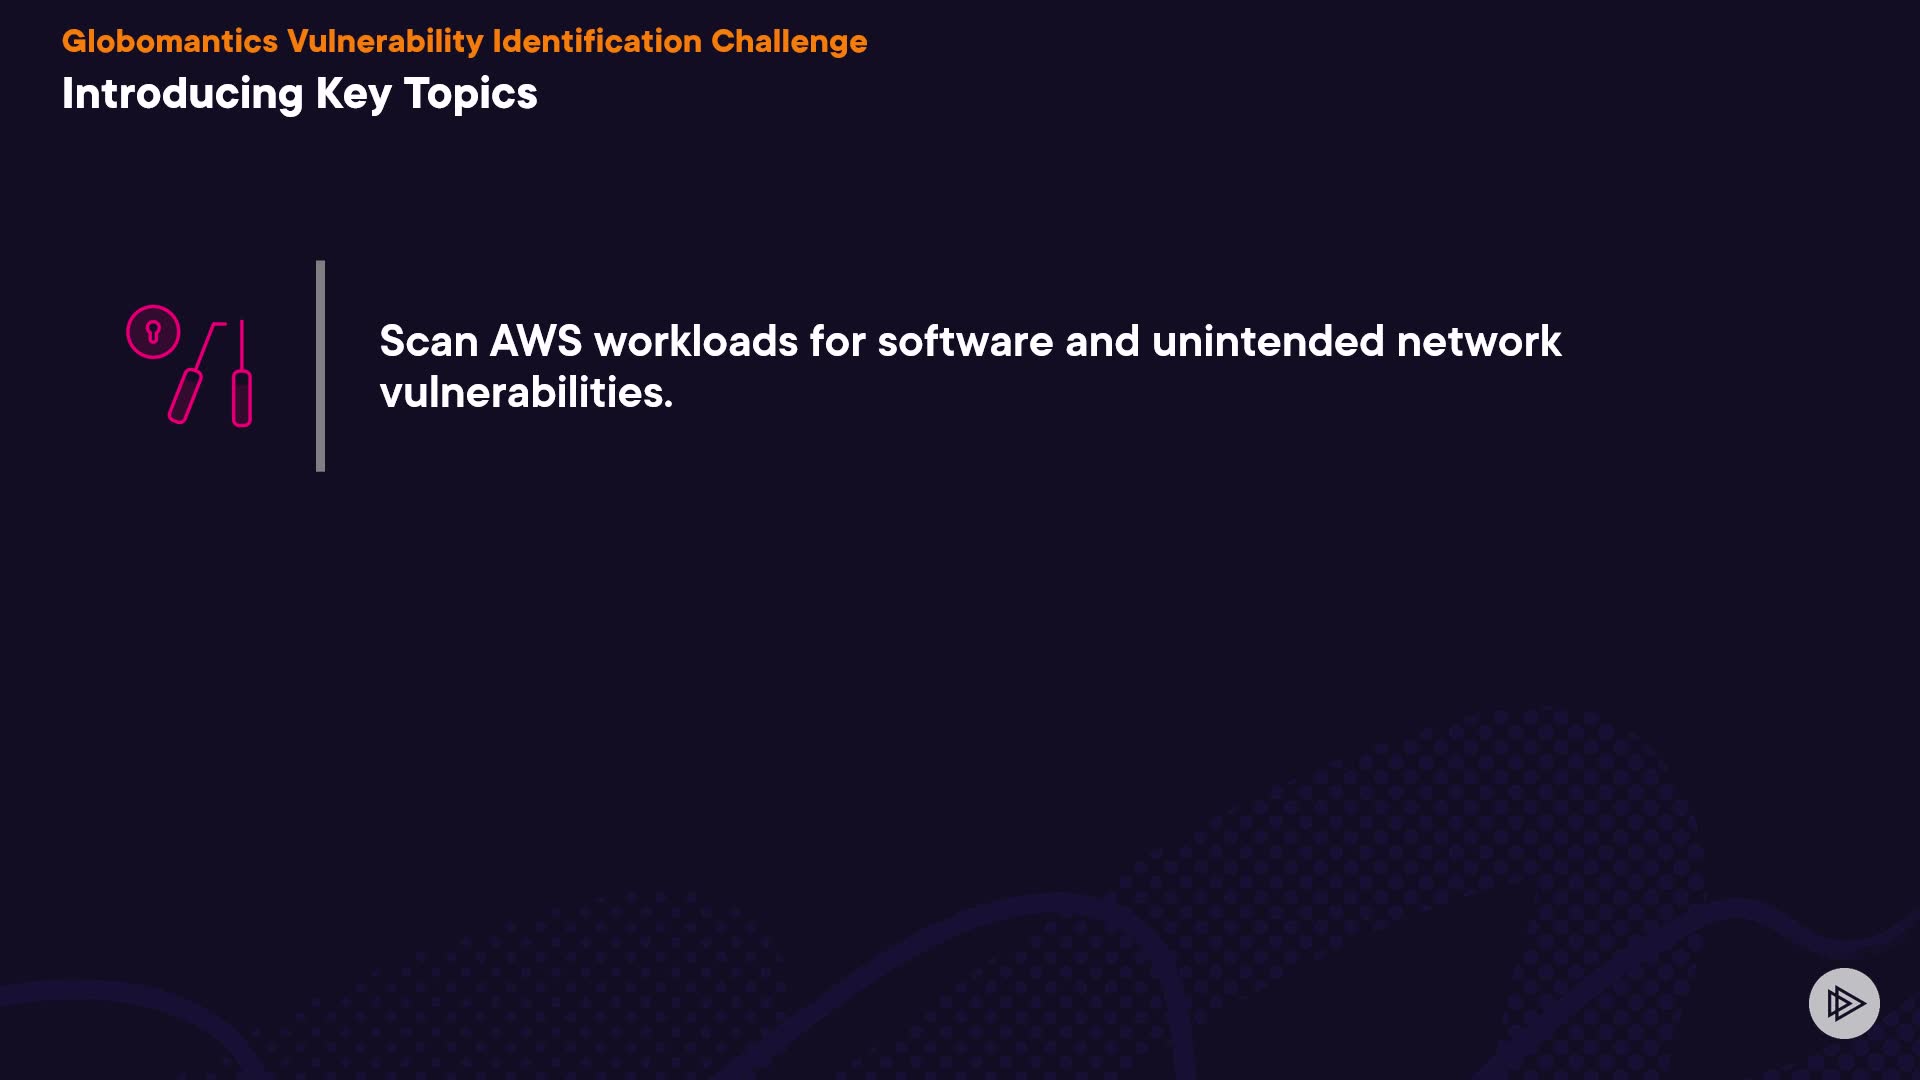 Globomantics Vulnerability Identification Challenge
Introducing Key Topics
Scan AWS workloads for software and unintended network
vulnerabilities.